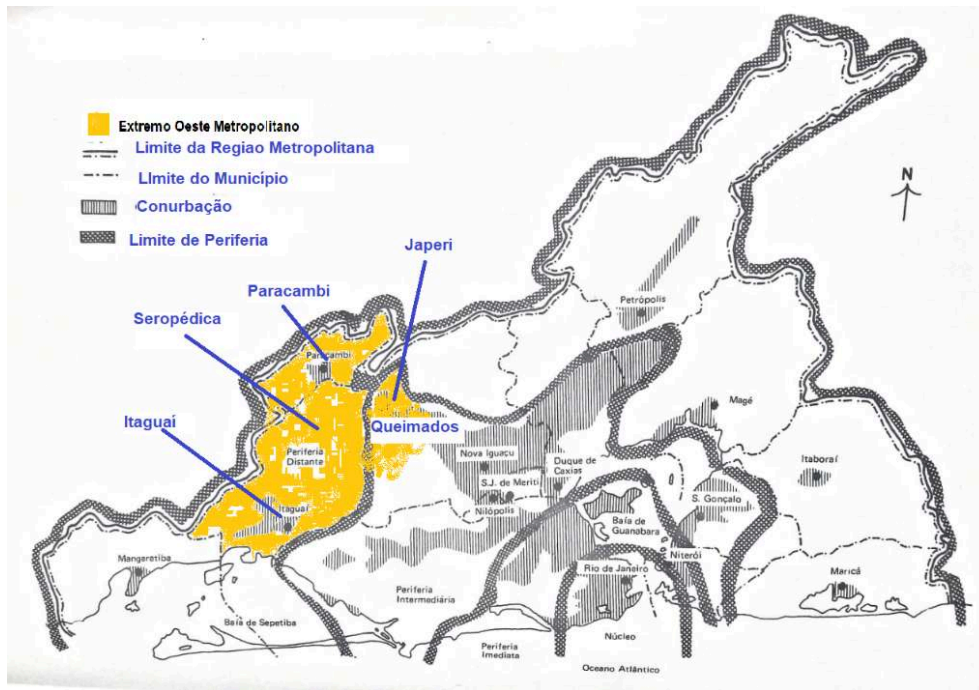 Extremo Oeste Metropolitano
Limite da Regiao Metropolitana
LImite do Município
Conurbação
Limite de Periferia
N
Japeri
Paracambi
Seropédica
Itaguaí
Petrópolis
Paracambi
Queimados
Magé
Periferia
Distante
Nova Iguaçu
Duque de
Caxias
Itaboraí
S.J. de Meriti
Nilópolis
S. Gonçalo
Itaguaí
Baía de
Guanabara
Mangaratiba
Niterói
Rio de Janeiro
Periferia
Intermediária
Maricá
Baía de Sepetiba
Núcleo
Periferia
Imediata
Oceano Atlântico